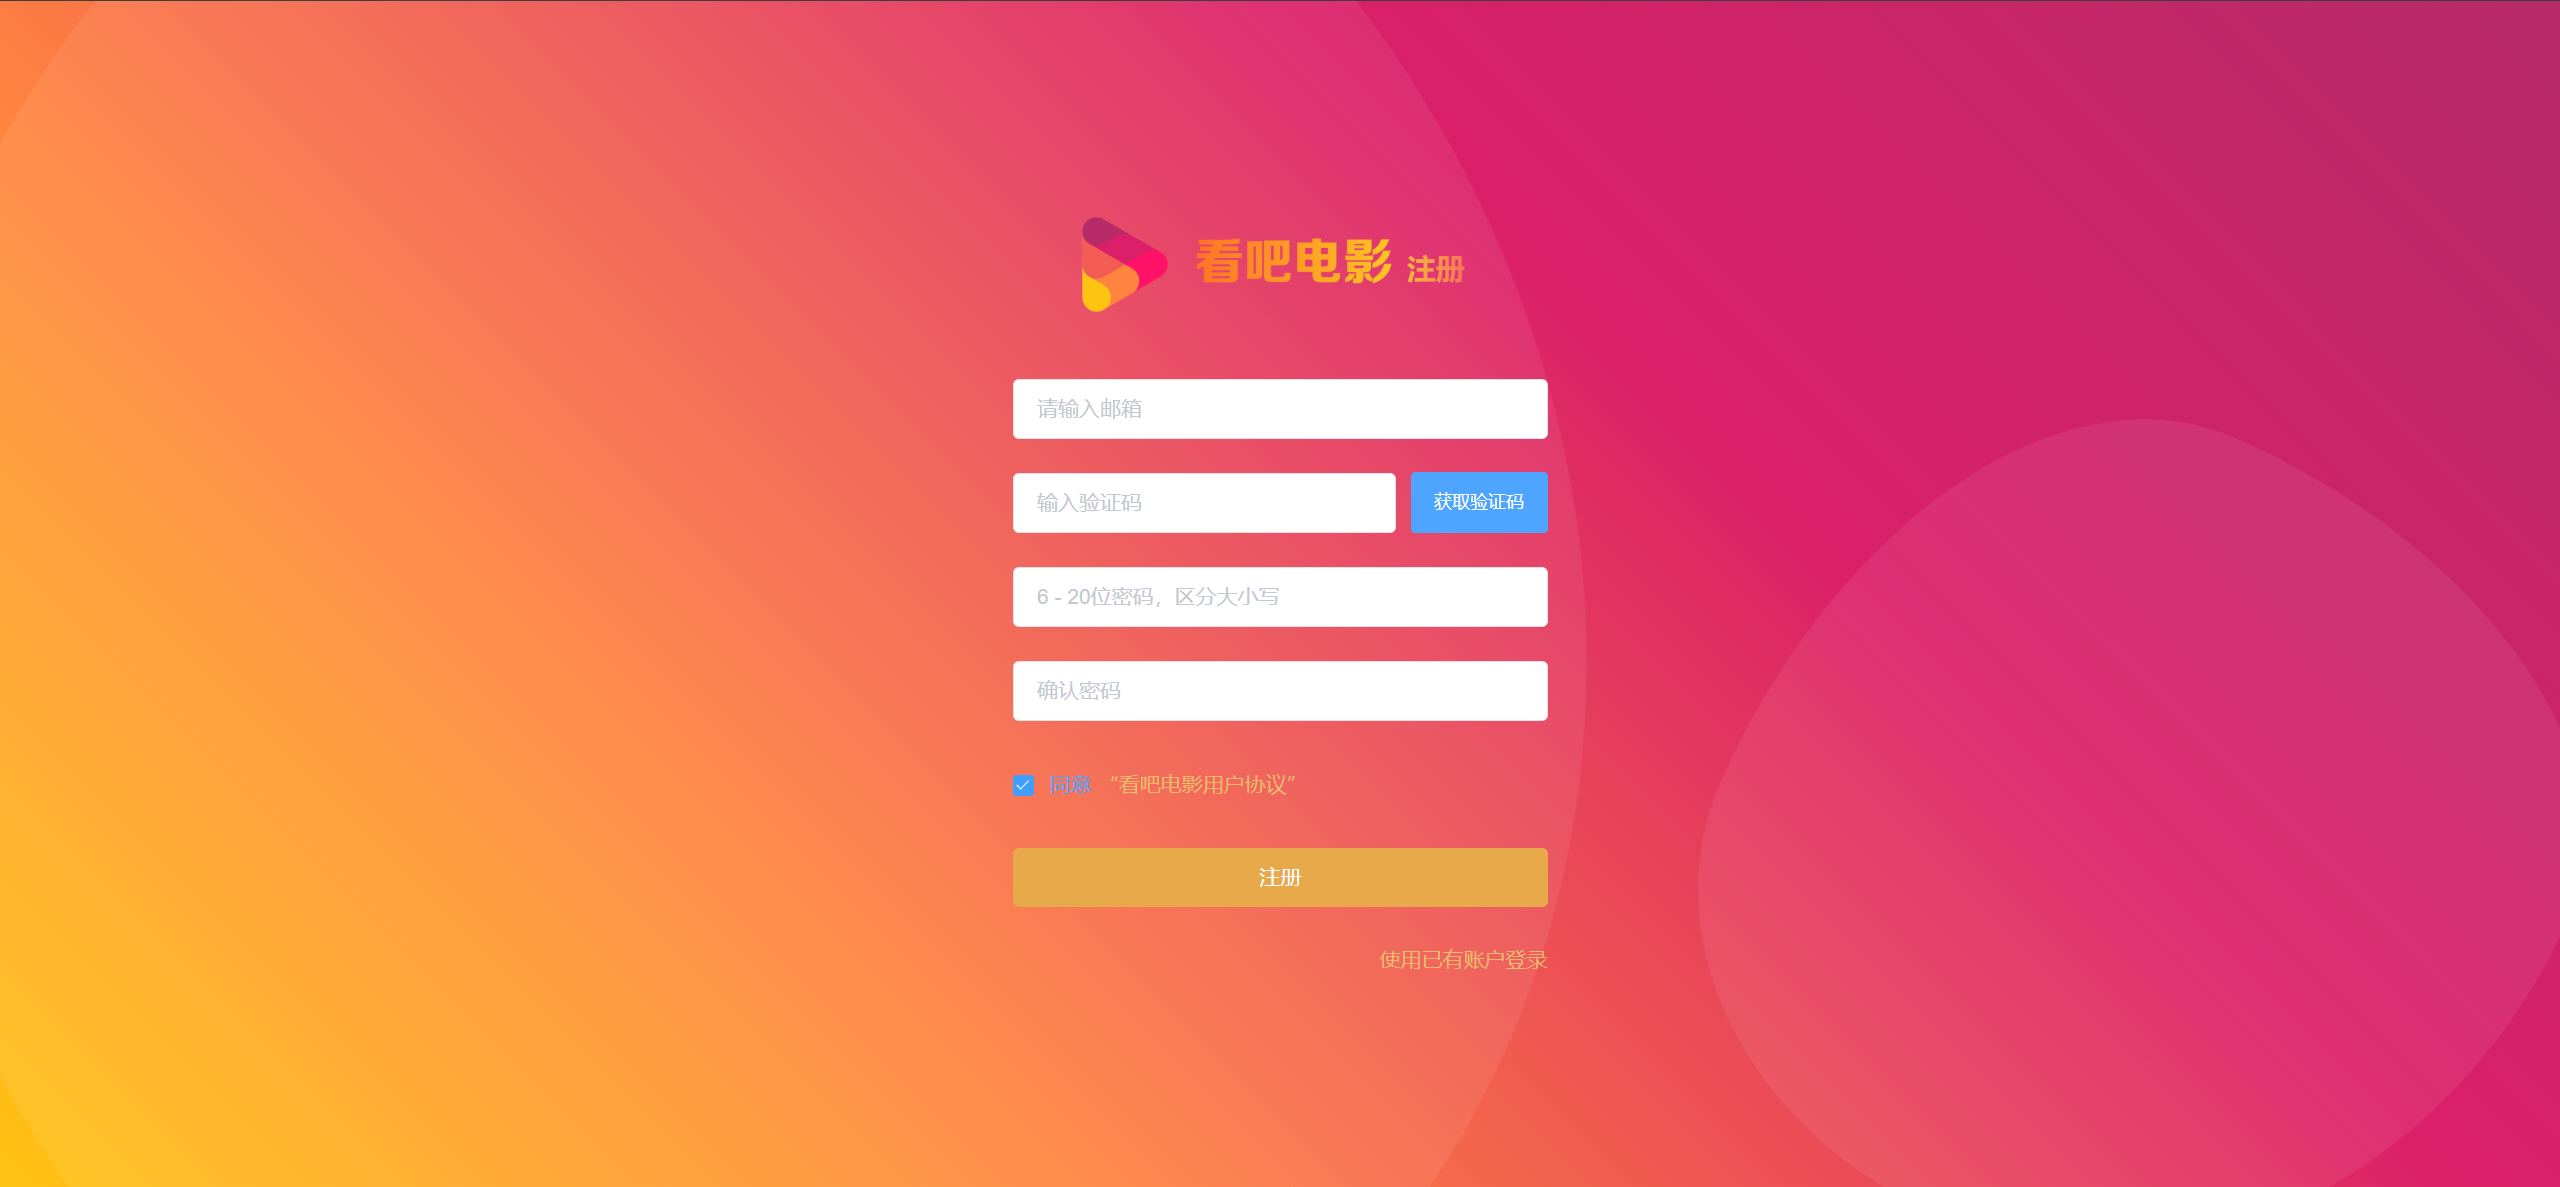 看吧电影 注册
请输入邮箱
输入验证码 获取验证码
6 - 20位密码，区分大小写
确认密码
同意 “看吧电影用户协议”
注册
使用已有账户登录